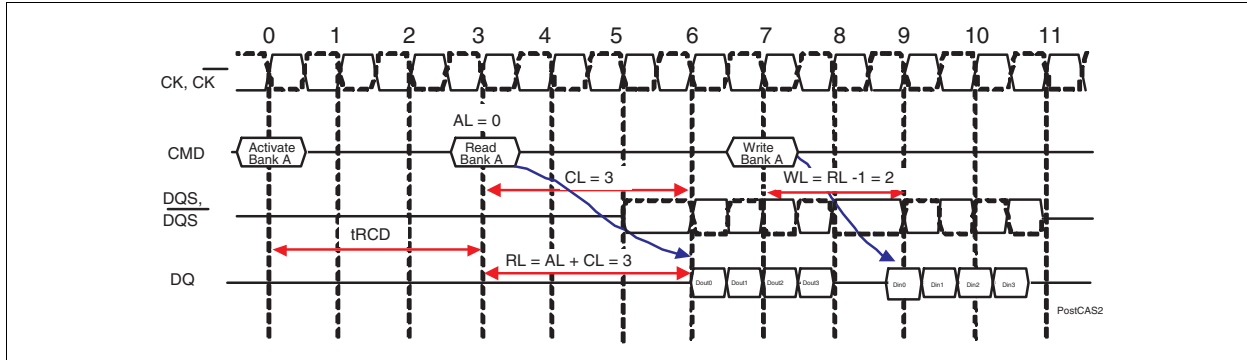 0 1 2 3 4 5 6 7 8 9 10 11
CK, CK
AL = 0
CMD
Activate
Bank A
Read
Bank A
Write
Bank A
CL = 3
WL = RL -1 = 2
DQS,
DQS
tRCD
RL = AL + CL = 3
DQ
Dout0 Dout1 Dout2 Dout3 Din0 Din1 Din2 Din3
PostCAS2